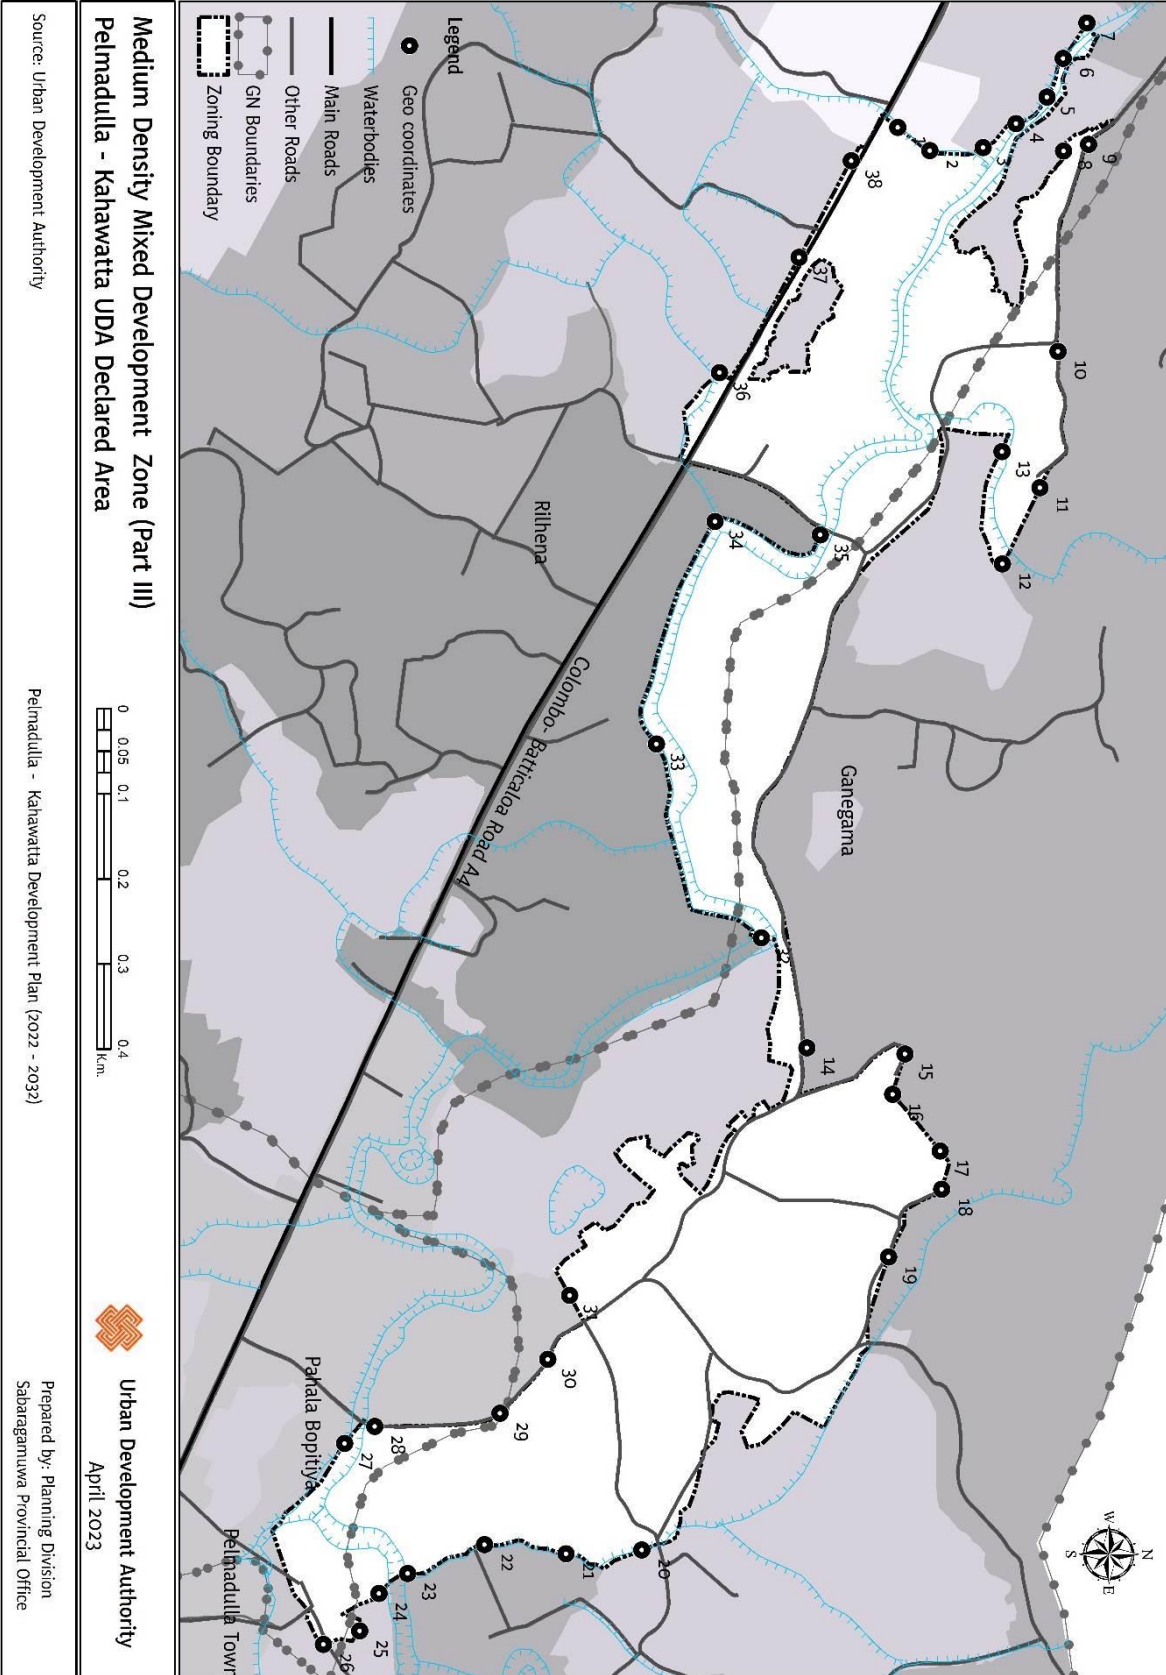 7
6
5
4
9
8
3
2
1
38
10
37
36
13
11
12
35
34
33
32
14
15
16
17
18
19
31
30
29
28
27
20
21
22
23
24
25
26
Rilhena
Ganegama
Colombo- Batticaloa Road A4
Pahala Bopitiya
Pelmadulla Town
N
W
E
S
Legend
Geo coordinates
Waterbodies
Main Roads
Other Roads
GN Boundaries
Zoning Boundary
Medium Density Mixed Development Zone (Part III)
Pelmadulla - Kahawatta UDA Declared Area
0 0.05 0.1 0.2 0.3 0.4
K.m.
Urban Development Authority
April 2023
Source: Urban Development Authority
Pelmadulla - Kahawatta Development Plan (2022 - 2032)
Prepared by: Planning Division
Sabaragamuwa Provincial Office